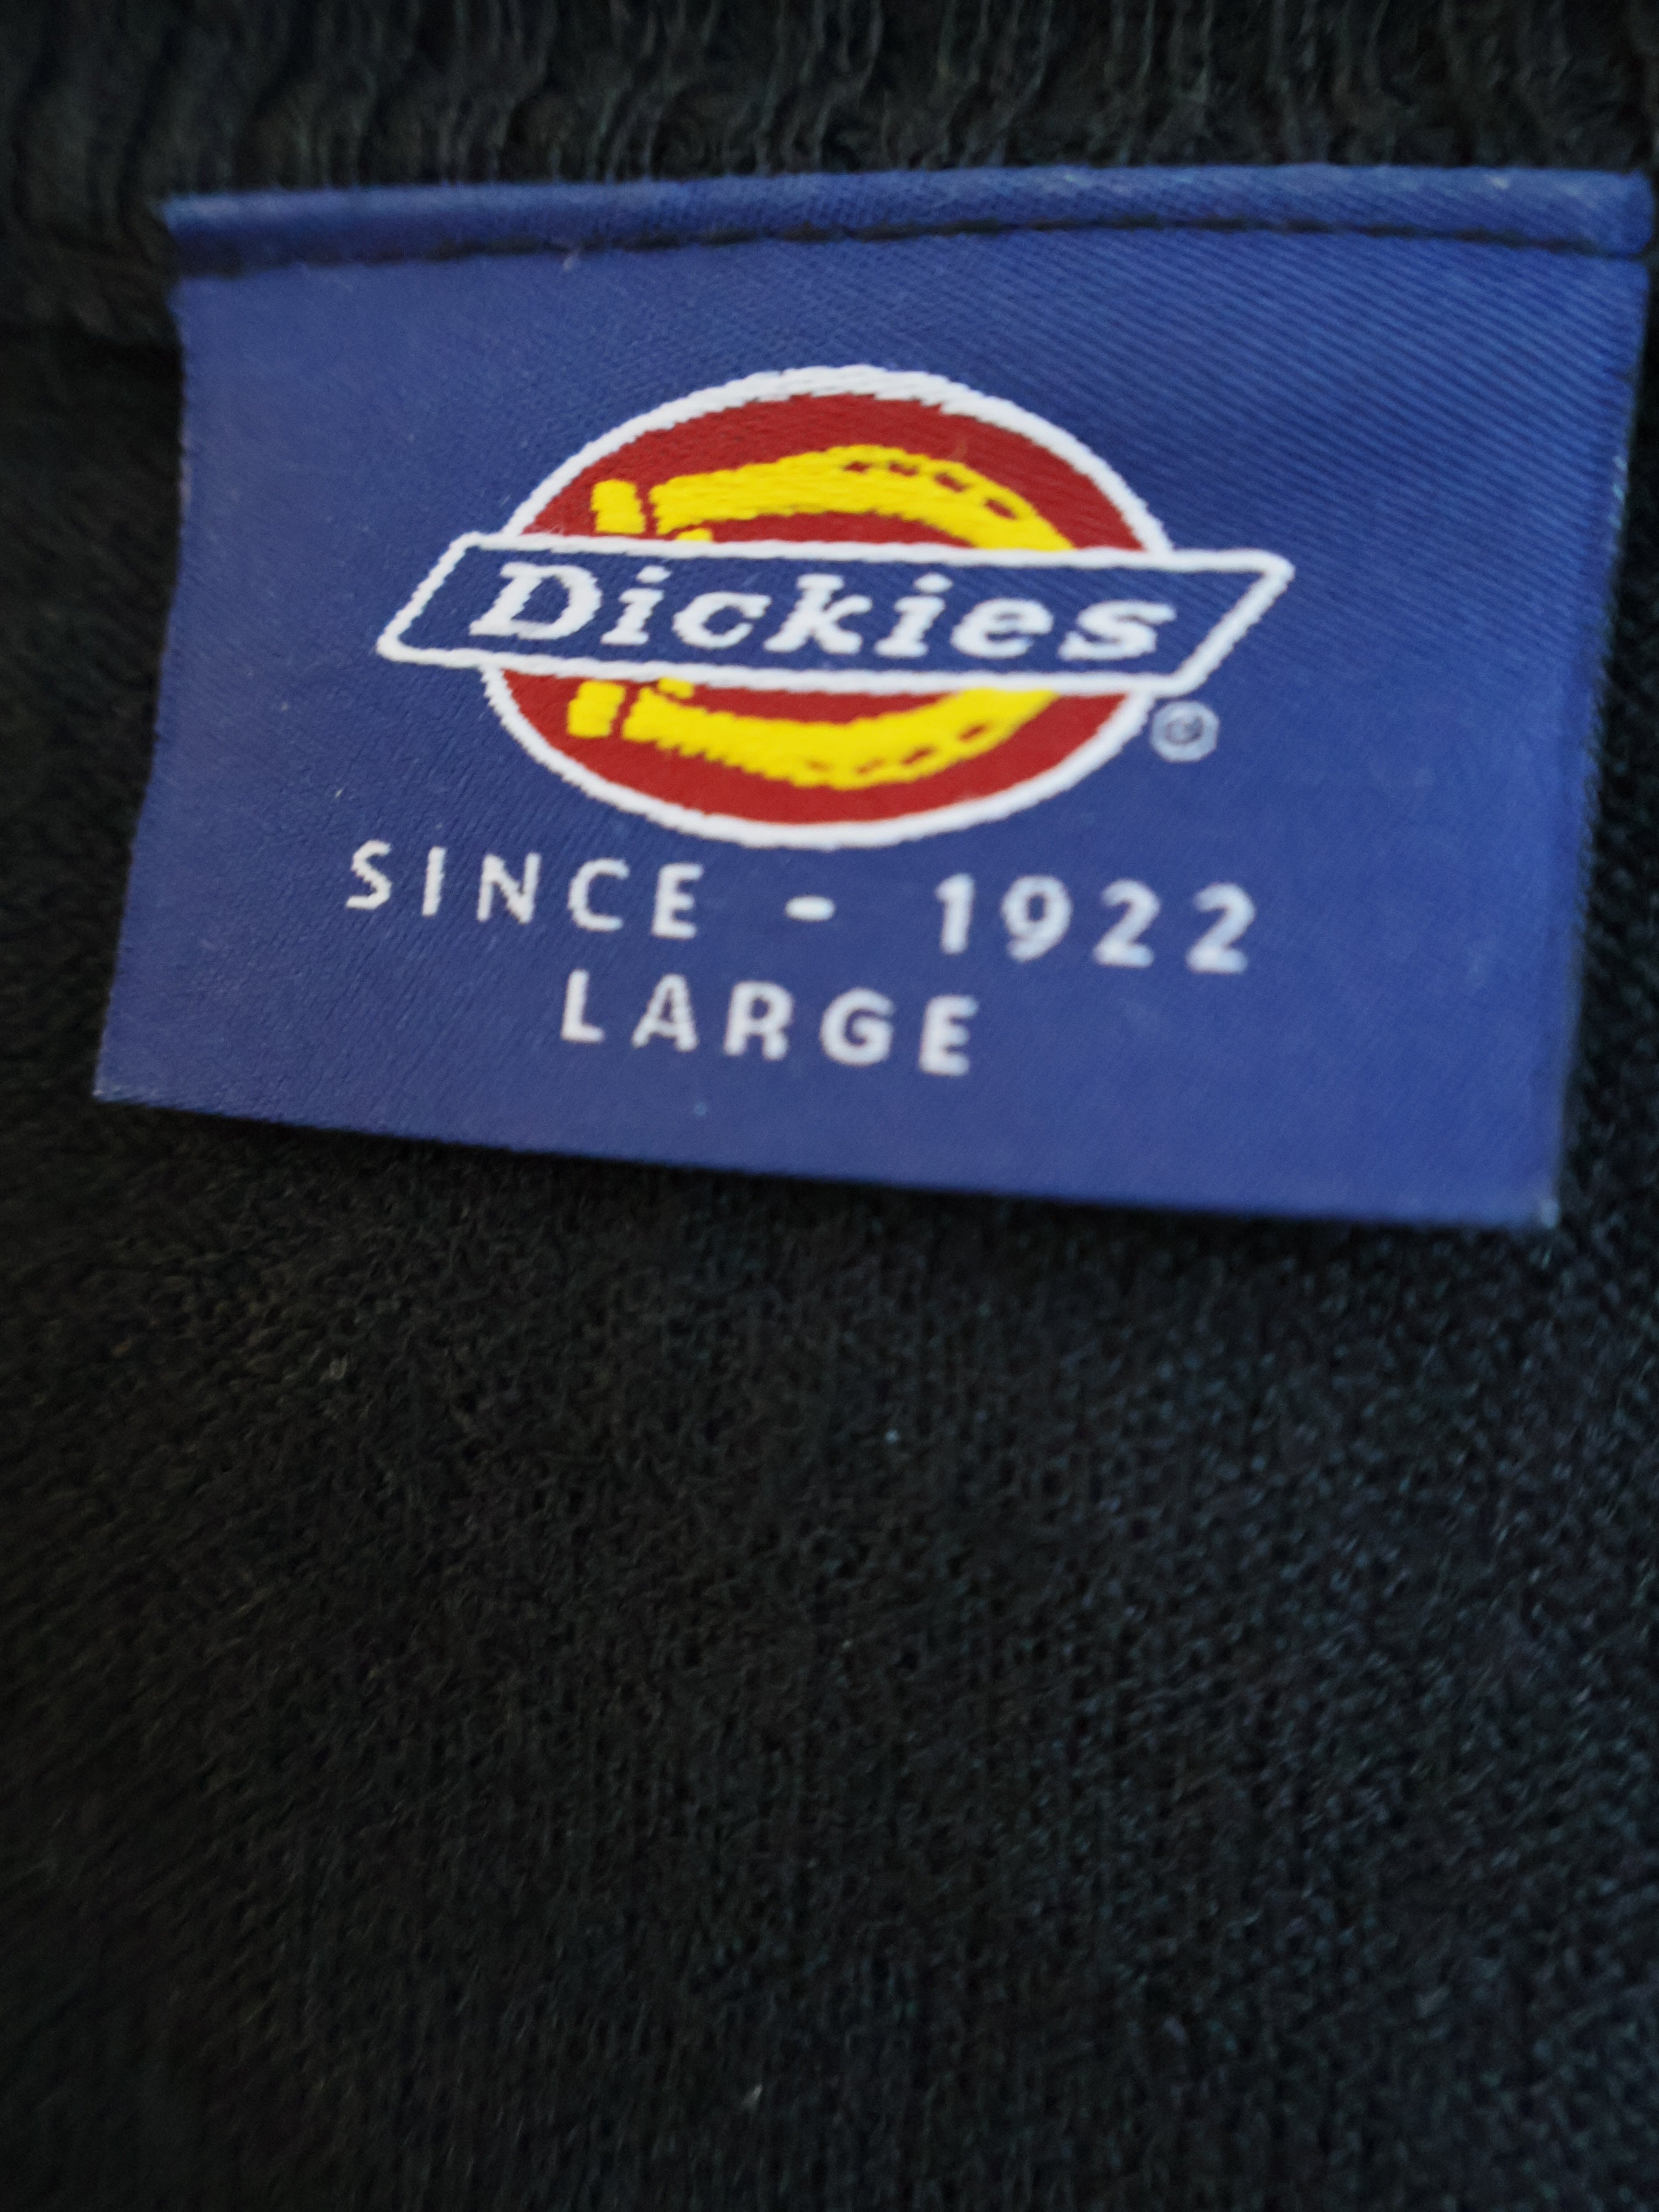 Dickies
®
SINCE - 1922
LARGE